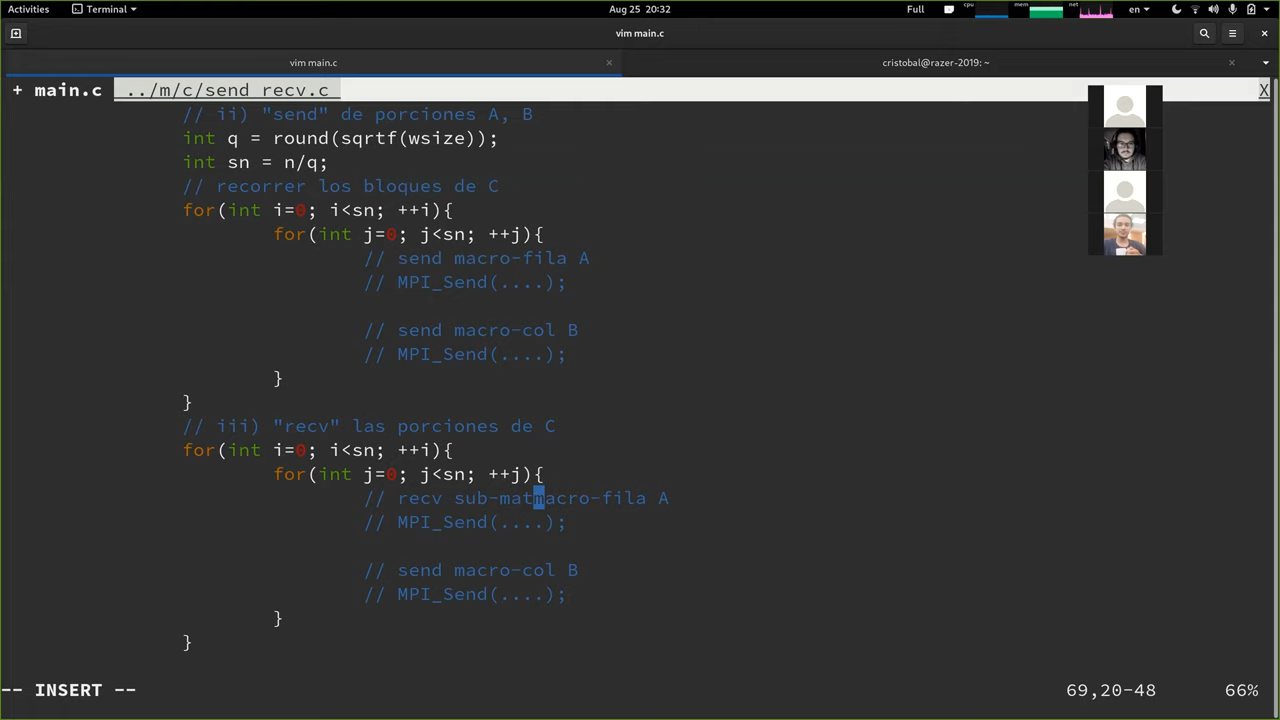 Activities
Terminal
Aug 25 20:32
Full
cpu
mem
net
en
vim main.c
vim main.c
cristobal@razer-2019: ~
+ main.c  ../m/c/send_recv.c
X
// ii) "send" de porciones A, B
int q = round(sqrtf(wsize));
int sn = n/q;
// recorrer los bloques de C
for(int i=0; i<sn; ++i){
for(int j=0; j<sn; ++j){
// send macro-fila A
// MPI_Send(....);
// send macro-col B
// MPI_Send(....);
}
}
// iii) "recv" las porciones de C
for(int i=0; i<sn; ++i){
for(int j=0; j<sn; ++j){
// recv sub-matmacro-fila A
// MPI_Send(....);
// send macro-col B
// MPI_Send(....);
}
}
-- INSERT --
69,20-48
66%